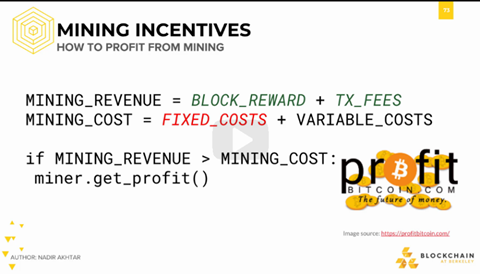 73
MINING INCENTIVES
HOW TO PROFIT FROM MINING
MINING_REVENUE = BLOCK_REWARD + TX_FEES
MINING_COST = FIXED_COSTS + VARIABLE_COSTS
if MINING_REVENUE > MINING_COST:
miner.get_profit()
profit
BITCOIN.COM
The future of money.
Image source: https://profitbitcoin.com/
AUTHOR: NADIR AKHTAR
BLOCKCHAIN
AT BERKELEY